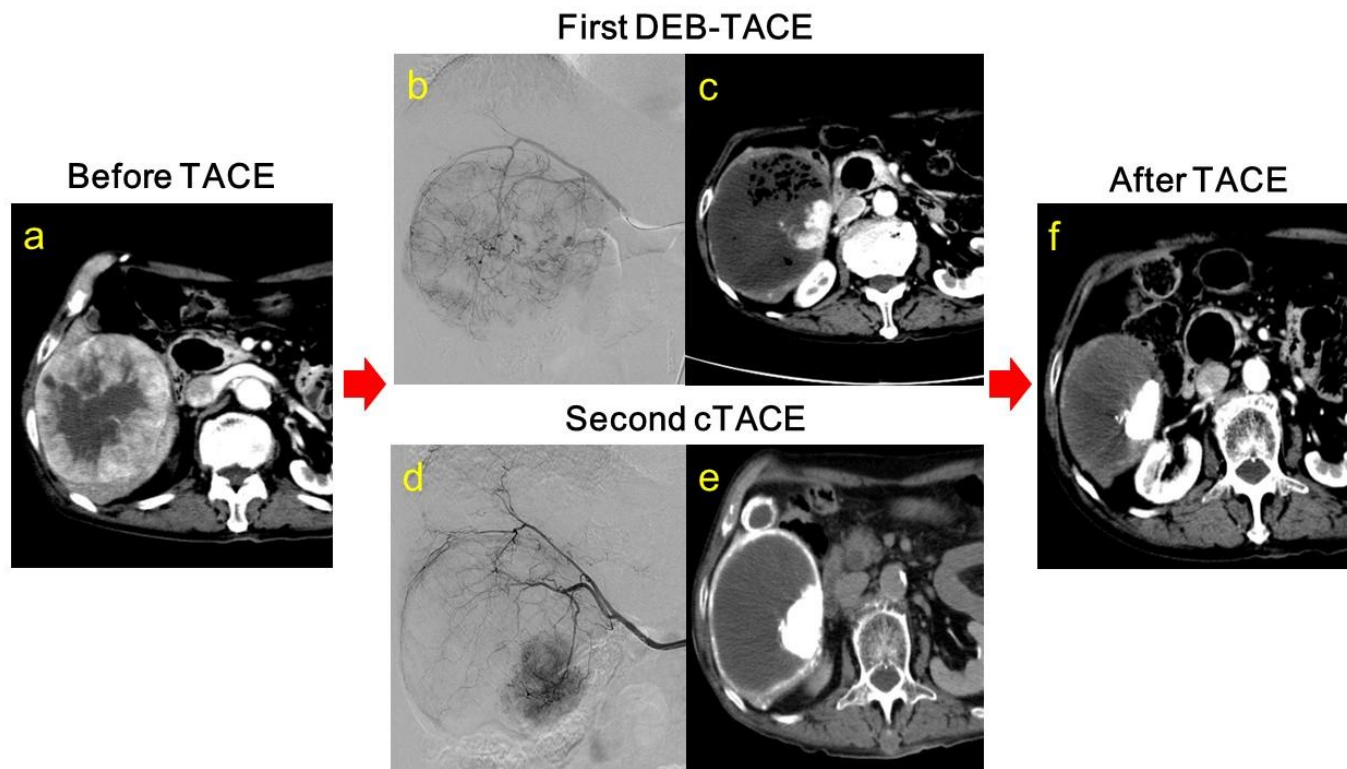 First DEB-TACE
b
c
Before TACE
After TACE
a
f
Second cTACE
d
e